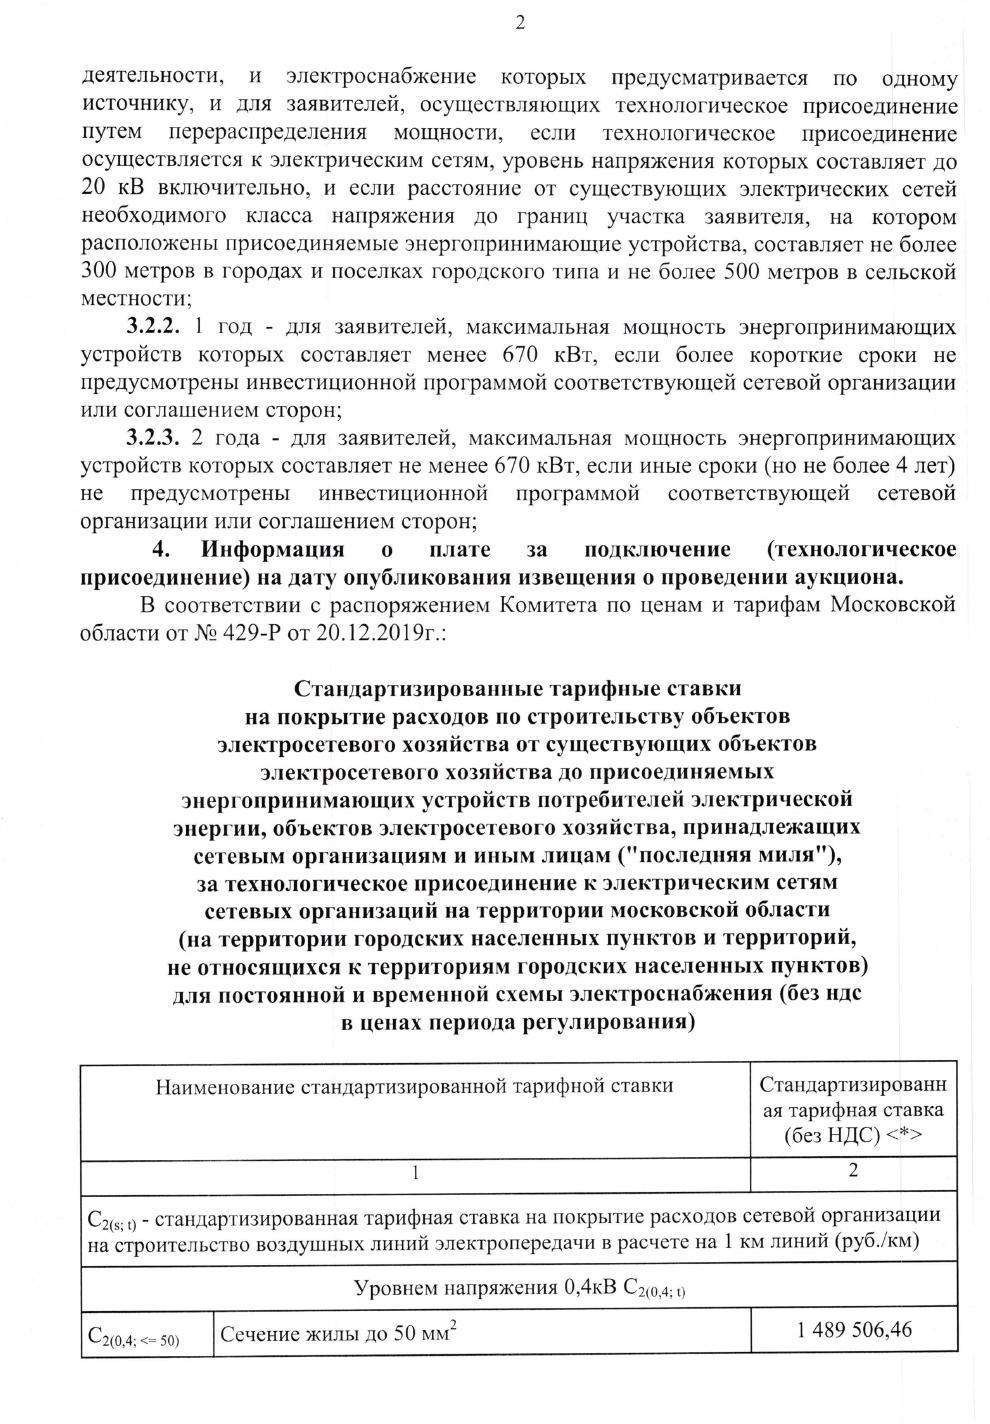 2
деятельности, и электроснабжение которых предусматривается по одному
источнику, и для заявителей, осуществляющих технологическое присоединение
путем перераспределения мощности, если технологическое присоединение
осуществляется к электрическим сетям, уровень напряжения которых составляет до
20 кВ включительно, и если расстояние от существующих электрических сетей
необходимого класса напряжения до границ участка заявителя, на котором
расположены присоединяемые энергопринимающие устройства, составляет не более
300 метров в городах и поселках городского типа и не более 500 метров в сельской
местности;
3.2.2. 1 год - для заявителей, максимальная мощность энергопринимающих
устройств которых составляет менее 670 кВт, если более короткие сроки не
предусмотрены инвестиционной программой соответствующей сетевой организации
или соглашением сторон;
3.2.3. 2 года - для заявителей, максимальная мощность энергопринимающих
устройств которых составляет не менее 670 кВт, если иные сроки (но не более 4 лет)
не предусмотрены инвестиционной программой соответствующей сетевой
организации или соглашением сторон;
4. Информация о плате за подключение (технологическое
присоединение) на дату опубликования извещения о проведении аукциона.
В соответствии с распоряжением Комитета по ценам и тарифам Московской
области от № 429-Р от 20.12.2019г.:
Стандартизированные тарифные ставки
на покрытие расходов по строительству объектов
электросетевого хозяйства от существующих объектов
электросетевого хозяйства до присоединяемых
энергопринимающих устройств потребителей электрической
энергии, объектов электросетевого хозяйства, принадлежащих
сетевым организациям и иным лицам ("последняя миля"),
за технологическое присоединение к электрическим сетям
сетевых организаций на территории московской области
(на территории городских населенных пунктов и территорий,
не относящихся к территориям городских населенных пунктов)
для постоянной и временной схемы электроснабжения (без ндс
в ценах периода регулирования)
Наименование стандартизированной тарифной ставки
Стандартизированн
ая тарифная ставка
(без НДС) <*>
1
2
C2(s; t) - стандартизированная тарифная ставка на покрытие расходов сетевой организации
на строительство воздушных линий электропередачи в расчете на 1 км линий (руб./км)
Уровнем напряжения 0,4кВ C2(0,4; t)
C2(0,4; <= 50)
Сечение жилы до 50 мм2
1 489 506,46